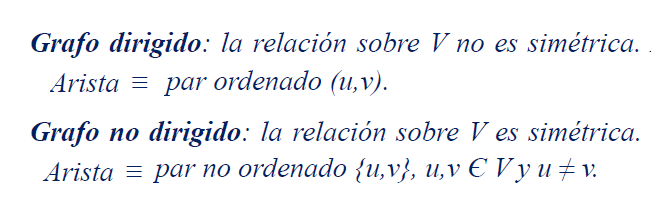 Grafo dirigido: la relación sobre V no es simétrica.
Arista ≡ par ordenado (u,v).
Grafo no dirigido: la relación sobre V es simétrica.
Arista ≡ par no ordenado {u,v}, u,v Є V y u ≠ v.